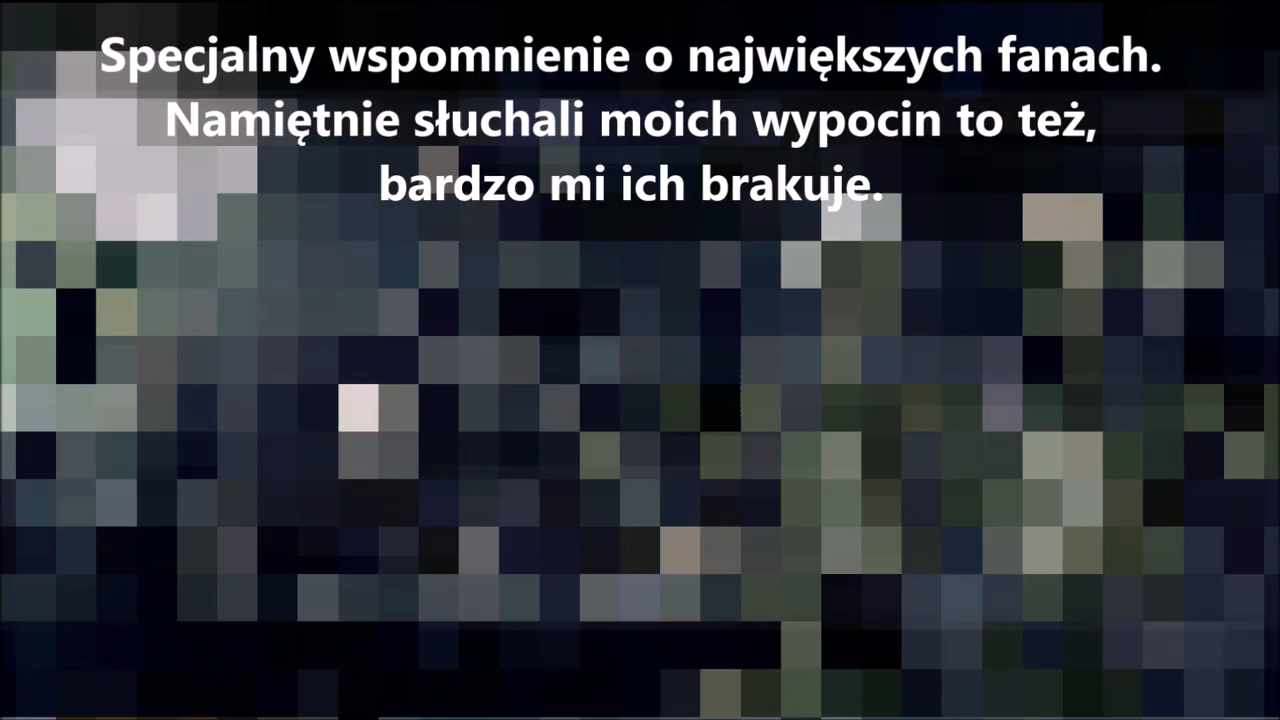 Specjalny wspomnienie o największych fanach.
Namiętnie słuchali moich wypocin to też,
bardzo mi ich brakuje.